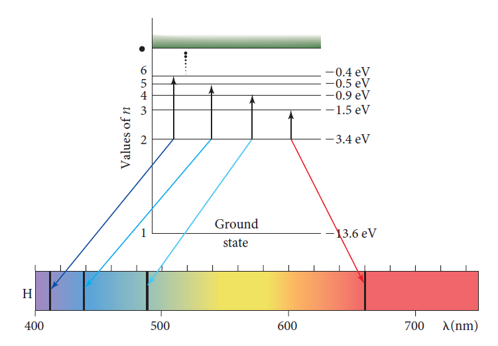 6
−0.4 eV
5
−0.5 eV
4
−0.9 eV
3
−1.5 eV
Values of n
2
−3.4 eV
Ground
state
1
−13.6 eV
H
400
500
600
700
λ(nm)